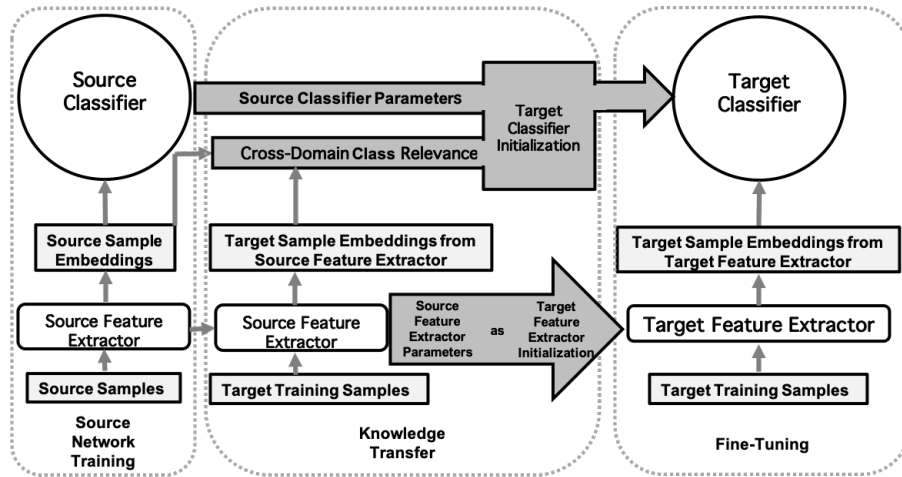 Source
Classifier
Source Sample
Embeddings
Source Feature
Extractor
Source Samples
Source
Network
Training
Source Classifier Parameters
Cross-Domain Class Relevance
Target
Classifier
Initialization
Target Sample Embeddings from
Source Feature Extractor
Source Feature
Extractor
Target Training Samples
Source
Feature
Extractor
Parameters
as
Target
Feature
Extractor
Initialization
Knowledge
Transfer
Target
Classifier
Target Sample Embeddings from
Target Feature Extractor
Target Feature Extractor
Target Training Samples
Fine-Tuning